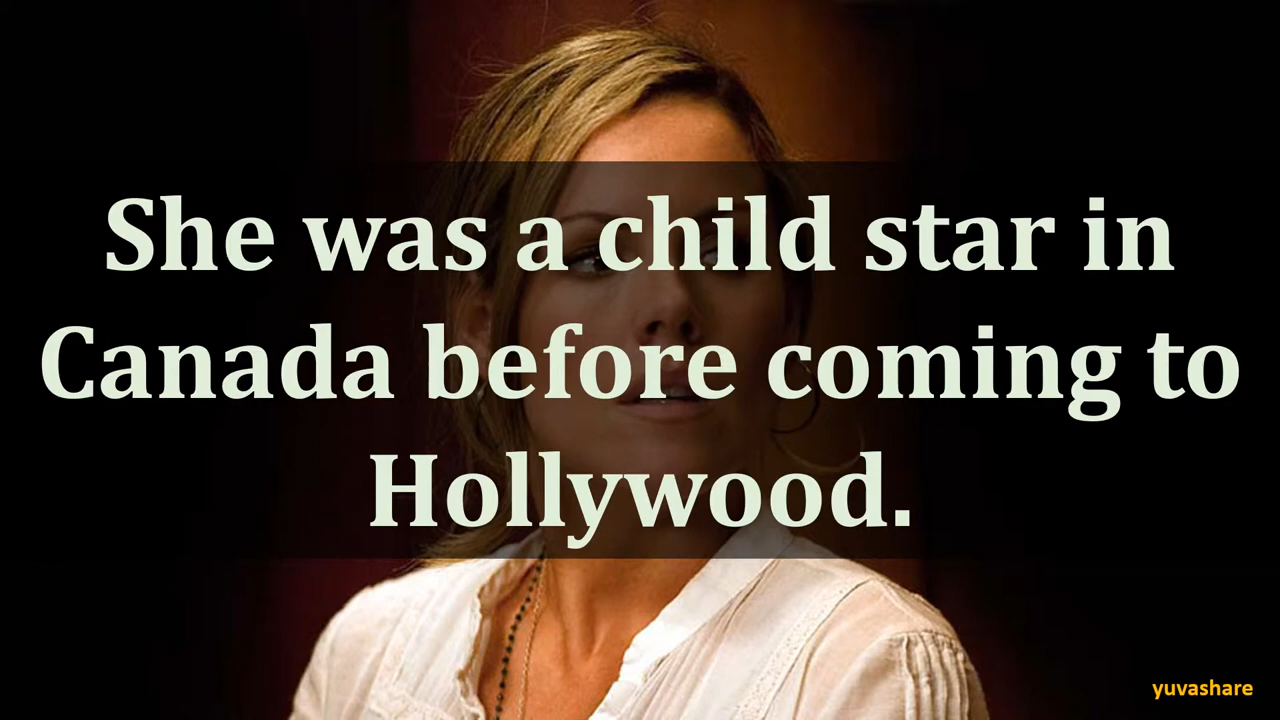 She was a child star in
Canada before coming to
Hollywood.
yuvashare